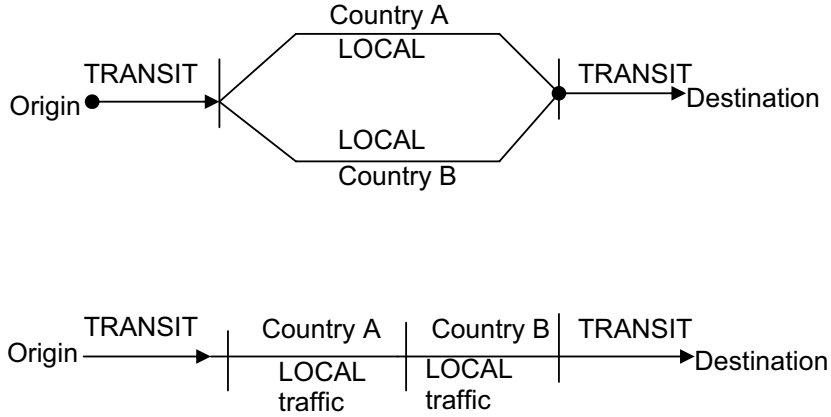 Country A
LOCAL
TRANSIT
TRANSIT
Origin
Destination
LOCAL
Country B
TRANSIT
Country A
Country B
TRANSIT
Origin
Destination
LOCAL
traffic
LOCAL
traffic